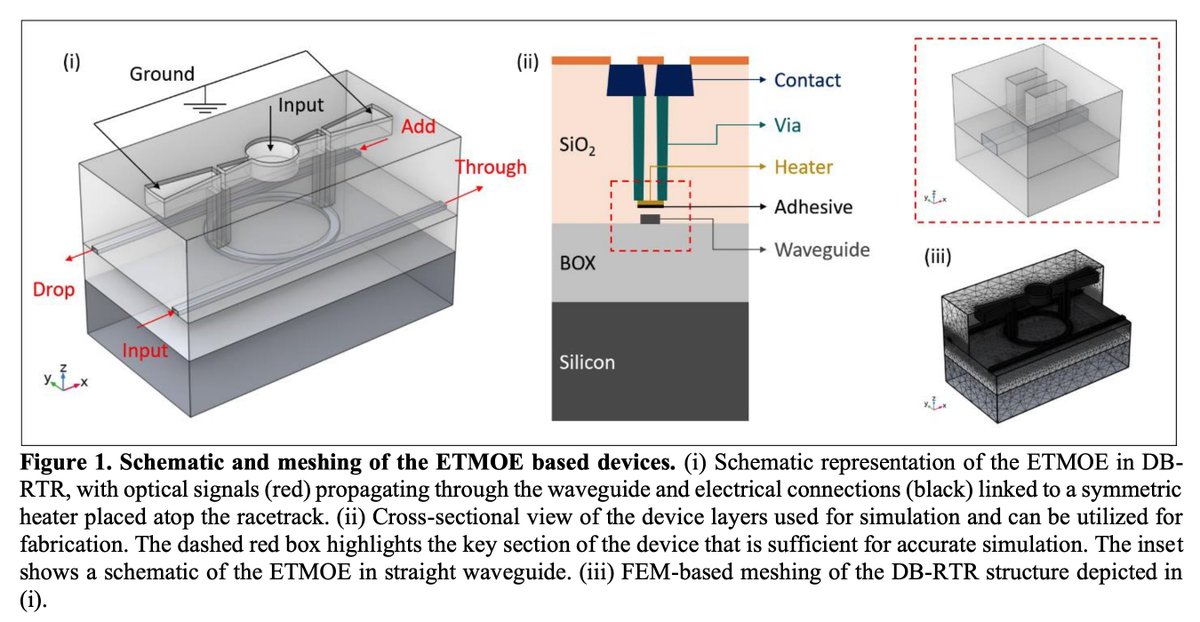 (i)
Ground
Input
Add
Through
Drop
Input
y z x
(ii)
SiO₂
BOX
Silicon
Contact
Via
Heater
Adhesive
Waveguide
y z x
(iii)
y z x
Figure 1. Schematic and meshing of the ETMOE based devices. (i) Schematic representation of the ETMOE in DB-
RTR, with optical signals (red) propagating through the waveguide and electrical connections (black) linked to a symmetric
heater placed atop the racetrack. (ii) Cross-sectional view of the device layers used for simulation and can be utilized for
fabrication. The dashed red box highlights the key section of the device that is sufficient for accurate simulation. The inset
shows a schematic of the ETMOE in straight waveguide. (iii) FEM-based meshing of the DB-RTR structure depicted in
(i).